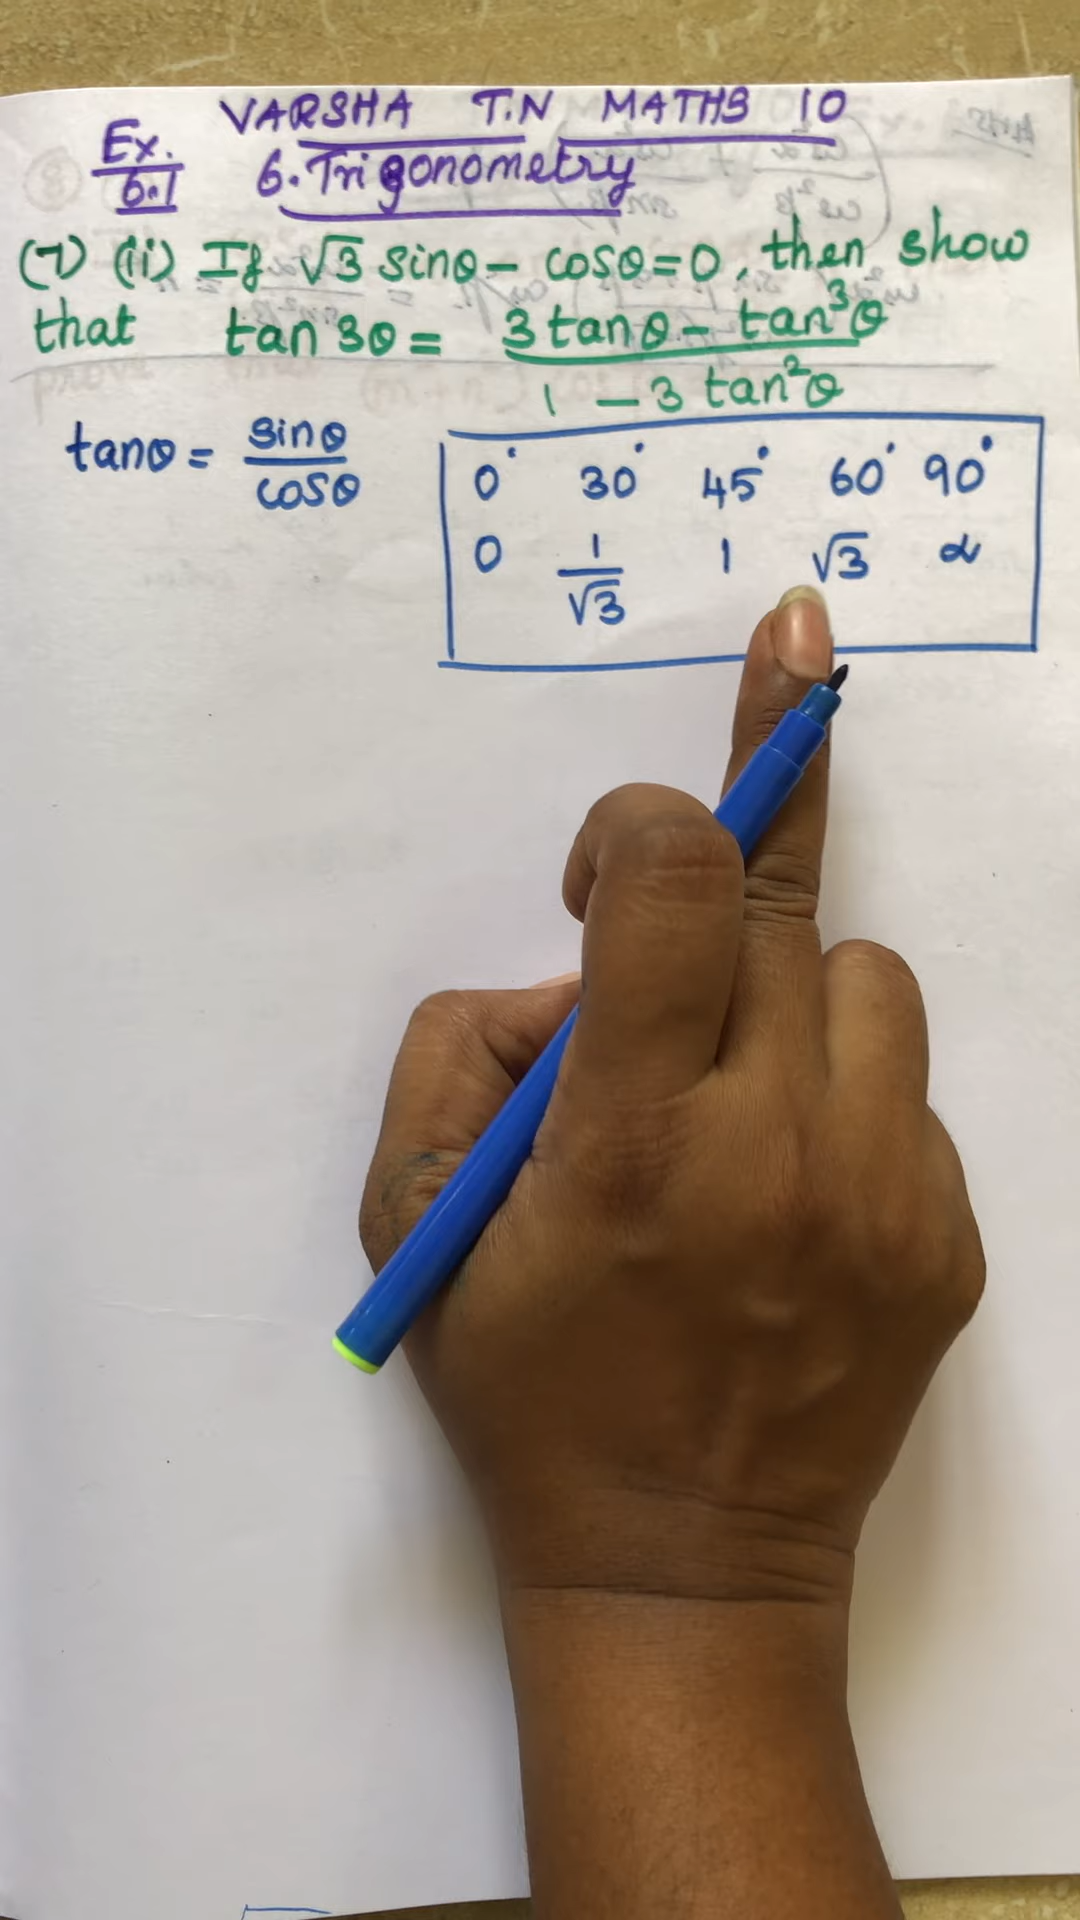 VARSHA T.N MATHS 10
Ex. 6.1
6. Trigonometry
(7) (ii) If √3 sinθ - cosθ = 0, then show
that tan 3θ = 3 tanθ - tan³θ / 1 - 3 tan²θ
tanθ = sinθ / cosθ
0° 30° 45° 60° 90°
0 1/√3 1 √3 α